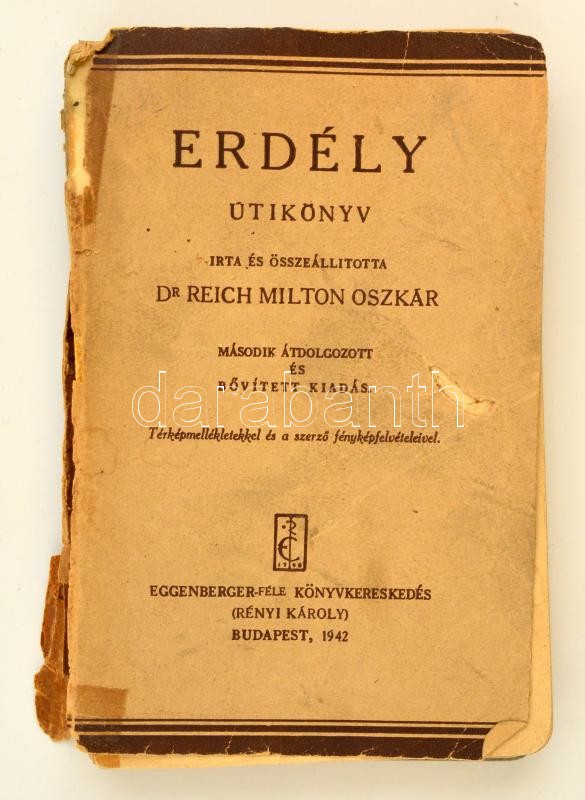 ERDÉLY
ÚTIKÖNYV
IRTA ÉS ÖSSZEÁLLITOTTA
DR REICH MILTON OSZKÁR
MÁSODIK ÁTDOLGOZOTT
ÉS
BŐVÍTETT KIADÁS.
darabanth
Térképmellékletekkel és a szerző fényképfelvételeivel.
1768
EGGENBERGER-FÉLE KÖNYVKERESKEDÉS
(RÉNYI KÁROLY)
BUDAPEST, 1942